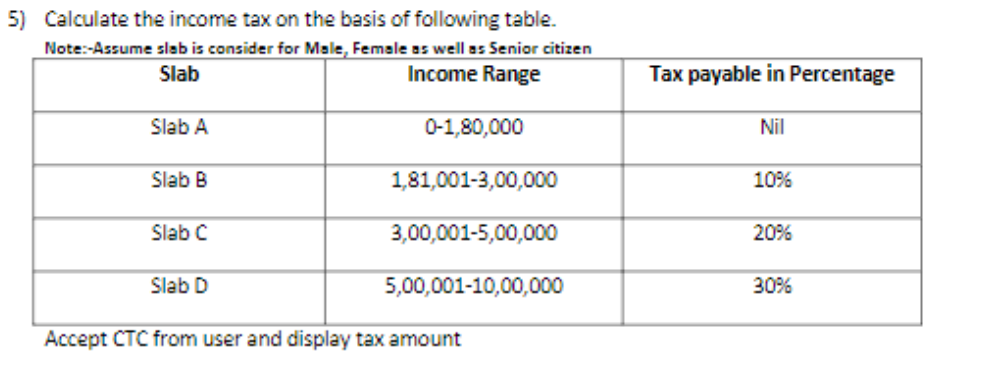 5) Calculate the income tax on the basis of following table.
Note:-Assume slab is consider for Male, Female as well as Senior citizen
Slab Income Range Tax payable in Percentage
Slab A 0-1,80,000 Nil
Slab B 1,81,001-3,00,000 10%
Slab C 3,00,001-5,00,000 20%
Slab D 5,00,001-10,00,000 30%
Accept CTC from user and display tax amount